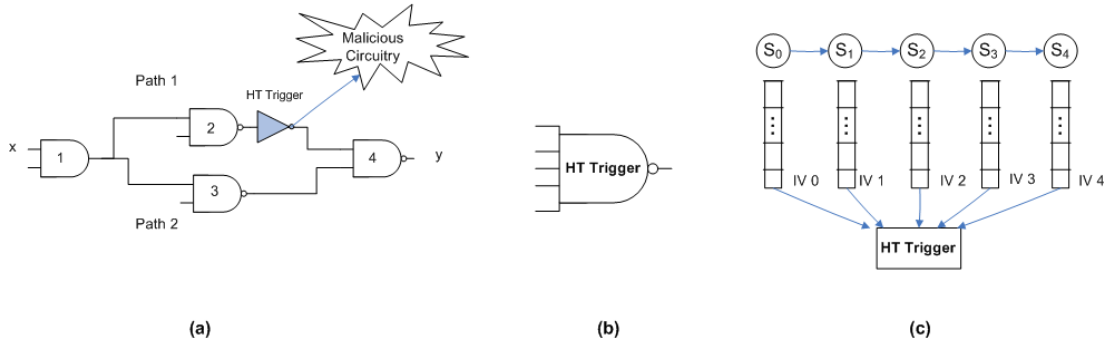 Malicious
Circuitry
Path 1
HT Trigger
2
x
1
4
y
3
Path 2
(a)
HT Trigger
(b)
S0
S1
S2
S3
S4
IV 0
IV 1
IV 2
IV 3
IV 4
HT Trigger
(c)